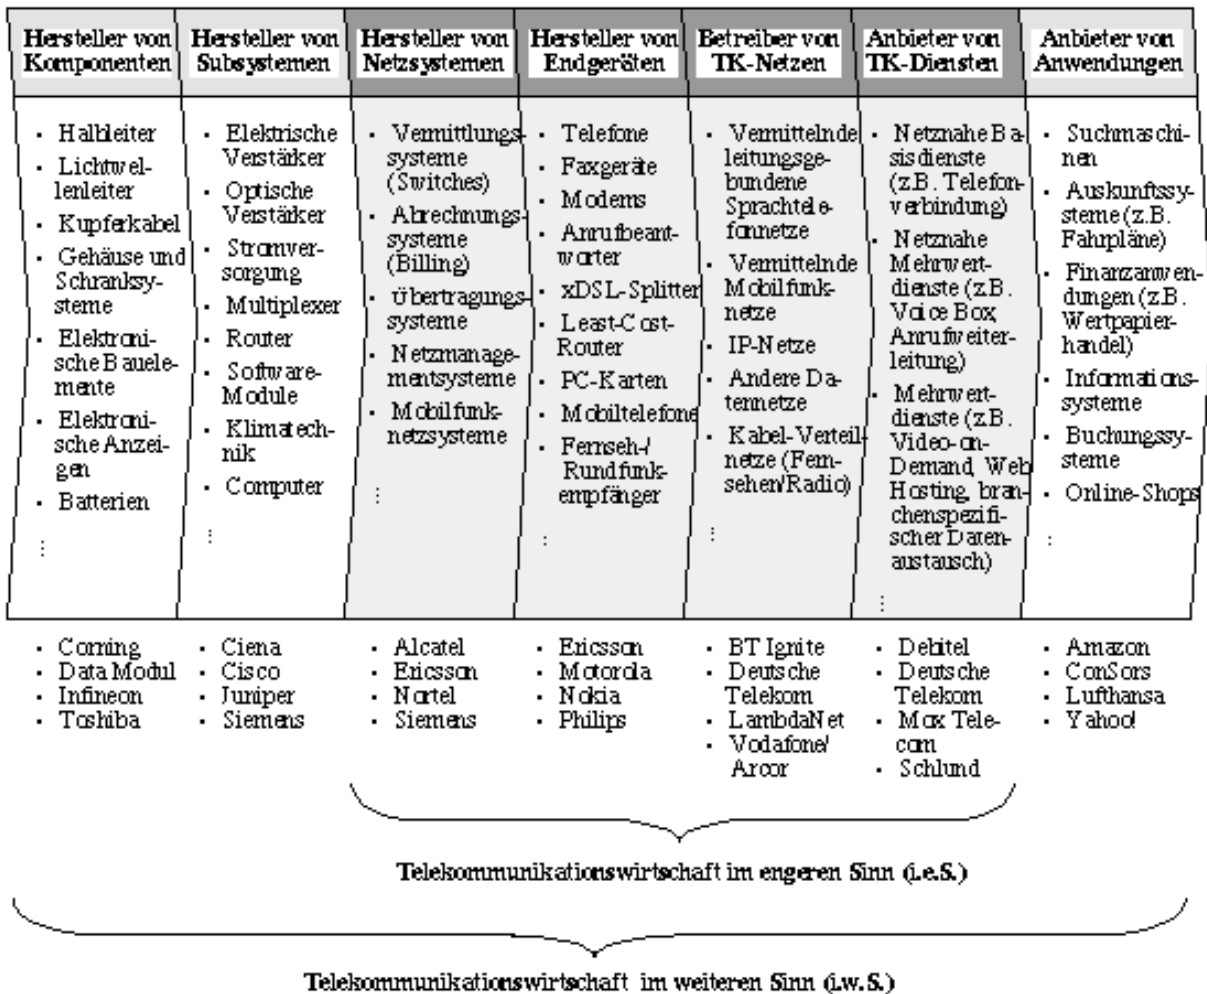 Hersteller von
Komponenten
Hersteller von
Subsystemen
Hersteller von
Netzsystemen
Hersteller von
Endgeräten
Betreiber von
TK-Netzen
Anbieter von
TK-Diensten
Anbieter von
Anwendungen
· Halbleiter
· Lichtwel-
lenleiter
· Kupferkabel
· Gehäuse und
Schranksy-
steme
· Elektroni-
sche Bauele-
mente
· Elektroni-
sche Anzei-
gen
· Batterien
⋮
· Elektrische
Verstärker
· Optische
Verstärker
· Stromver-
sorgung
· Multiplexer
· Router
· Software-
Module
· Klimatech-
nik
· Computer
⋮
· Vermittlungs-
systeme
(Switches)
· Abrechnungs-
systeme
(Billing)
· Übertragungs-
systeme
· Netzmanage-
mentsysteme
· Mobilfunk-
netzsysteme
⋮
· Telefone
· Faxgeräte
· Modems
· Anrufbeant-
worter
· xDSL-Splitter
· Least-Cost-
Router
· PC-Karten
· Mobiltelefone
· Fernseh-/
Rundfunk-
empfänger
⋮
· Vermittelnde
leitungsge-
bundene
Sprachtele-
fonnetze
· Vermittelnde
Mobilfunk-
netze
· IP-Netze
· Andere Da-
tennetze
· Kabel-Verteil-
netze (Fern-
sehen/Radio)
⋮
· Netznahe Ba-
sisdienste
(z.B. Telefon-
verbindung)
· Netznahe
Mehrwert-
dienste (z.B.
Voice Box,
Anrufweiter-
leitung)
· Mehrwert-
dienste (z.B.
Video-on-
Demand, Web
Hosting, bran-
chenspezifi-
scher Daten-
austausch)
⋮
· Suchmaschi-
nen
· Auskunftssy-
steme (z.B.
Fahrpläne)
· Finanzanwen-
dungen (z.B.
Wertpapier-
handel)
· Informations-
systeme
· Buchungssy-
steme
· Online-Shops
⋮
· Corning
· Data Modul
· Infineon
· Toshiba
· Ciena
· Cisco
· Juniper
· Siemens
· Alcatel
· Ericsson
· Nortel
· Siemens
· Ericsson
· Motorola
· Nokia
· Philips
· BT Ignite
· Deutsche
Telekom
· LambdaNet
· Vodafone/
Arcor
· Debitel
· Deutsche
Telekom
· Mox Tele-
com
· Schlund
· Amazon
· ConSors
· Lufthansa
· Yahoo!
Telekommunikationswirtschaft im engeren Sinn (i.e.S.)
Telekommunikationswirtschaft im weiteren Sinn (i.w.S.)